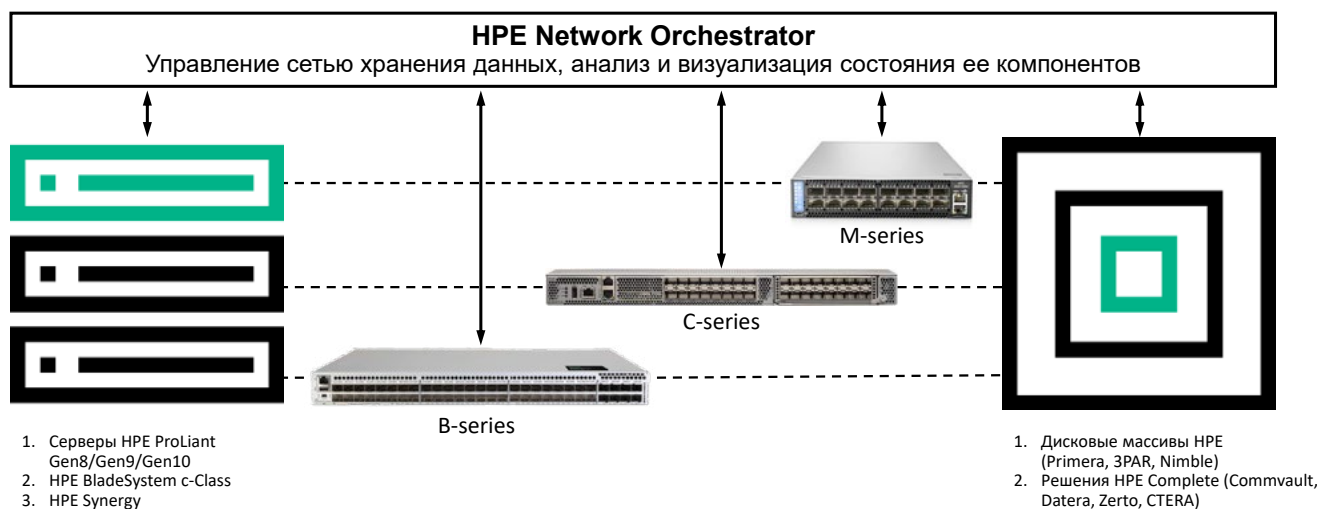 HPE Network Orchestrator
Управление сетью хранения данных, анализ и визуализация состояния ее компонентов
M-series
C-series
B-series
1. Серверы HPE ProLiant
Gen8/Gen9/Gen10
2. HPE BladeSystem c-Class
3. HPE Synergy
1. Дисковые массивы HPE
(Primera, 3PAR, Nimble)
2. Решения HPE Complete (Commvault,
Datera, Zerto, CTERA)